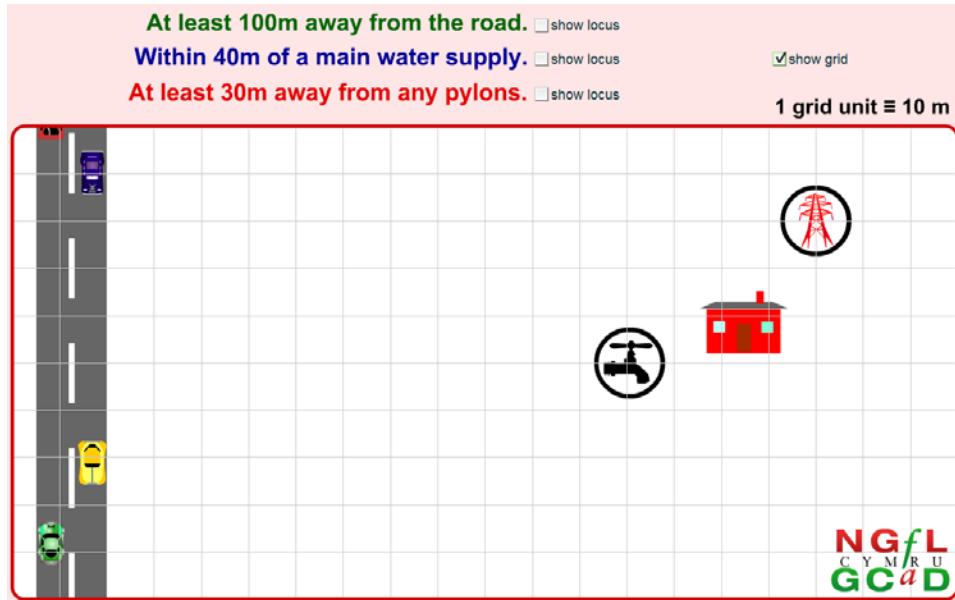 At least 100m away from the road. show locus
Within 40m of a main water supply. show locus show grid
At least 30m away from any pylons. show locus
1 grid unit ≡ 10 m
NGfL
CYMRU
GCaD